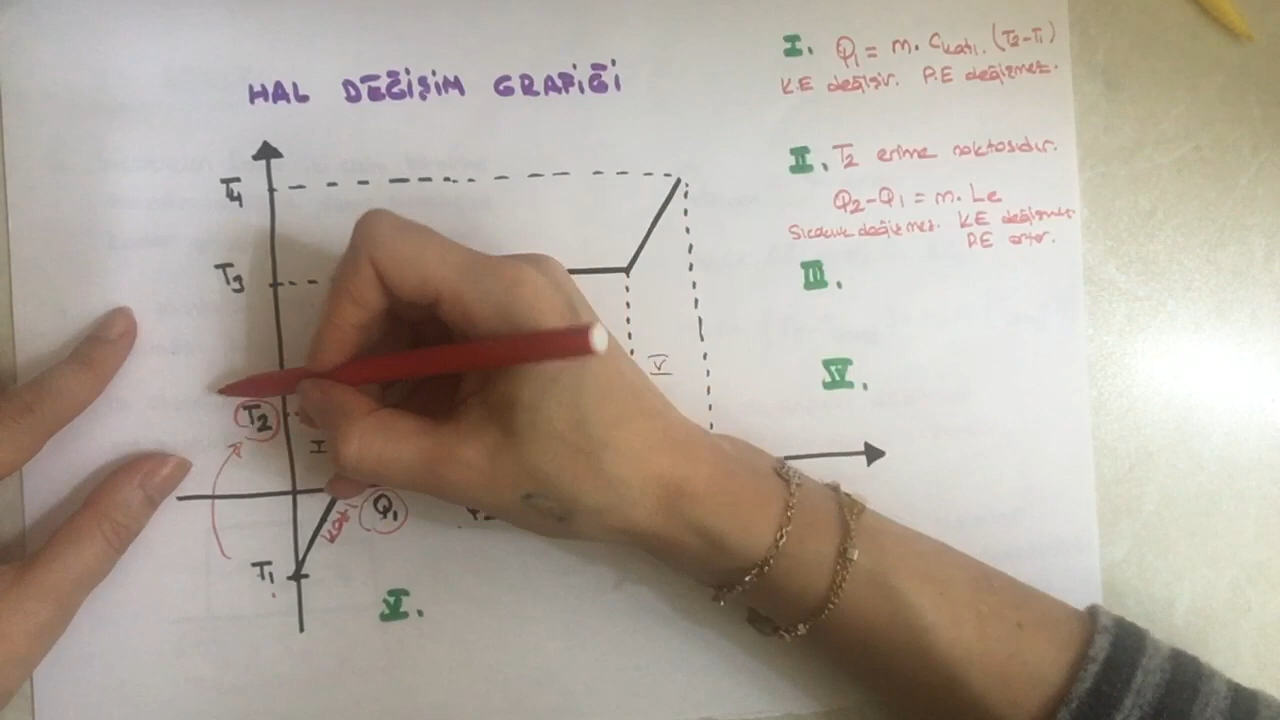 HAL DEĞİŞİM GRAFİĞİ
I. Q1 = m. Ckatı. (T2-T1)
K.E değişir. P.E değişmez.
II. T2 erime noktasıdır.
Q2-Q1 = m. Le
Sıcaklık değişmez. KE değişmez.
P.E artar.
III.
IV.
V.
T4
T3
T2
T1
I
V
katı
Q1